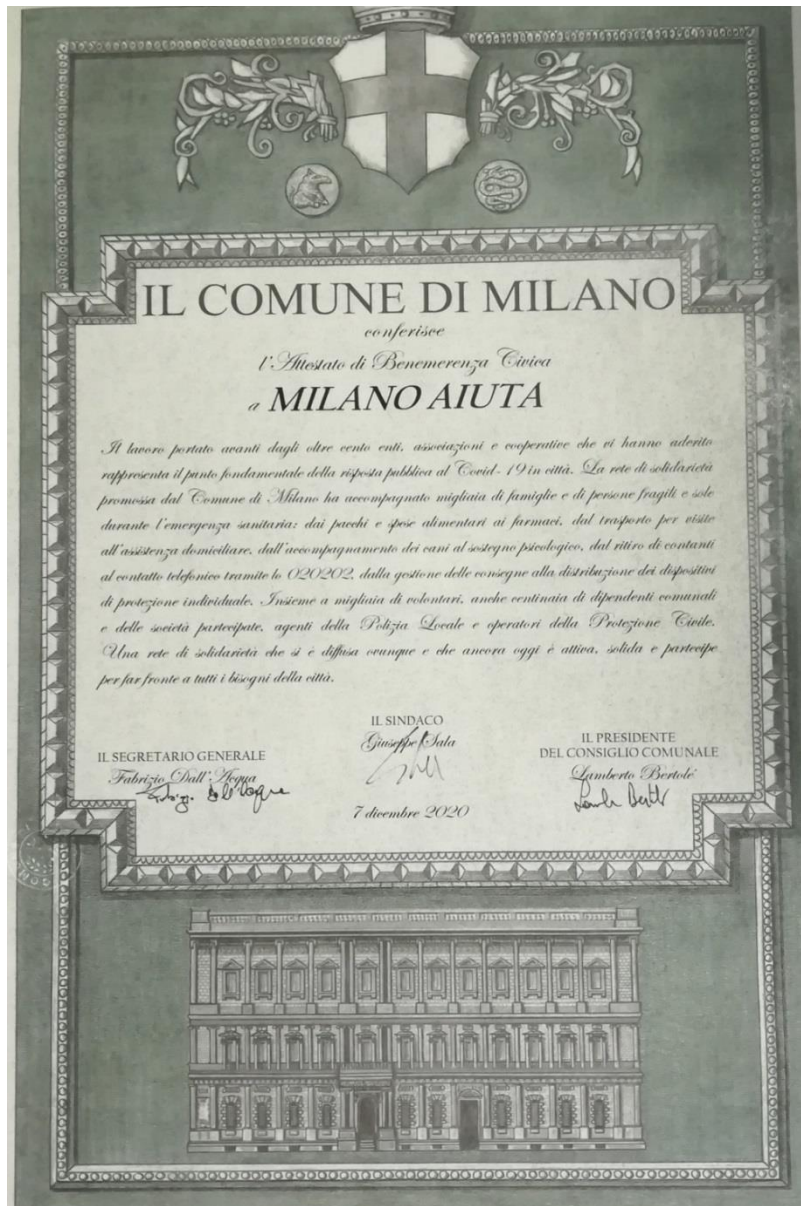 IL COMUNE DI MILANO
conferisce
l'Attestato di Benemerenza Civica
a MILANO AIUTA
Il lavoro portato avanti dagli oltre cento enti, associazioni e cooperative che vi hanno aderito
rappresenta il punto fondamentale della risposta pubblica al Covid-19 in città. La rete di solidarietà
promossa dal Comune di Milano ha accompagnato migliaia di famiglie e di persone fragili e sole
durante l'emergenza sanitaria: dai pacchi e spese alimentari ai farmaci, dal trasporto per visite
all'assistenza domiciliare, dall'accompagnamento dei cani al sostegno psicologico, dal ritiro di contanti
al contatto telefonico tramite lo 020202, dalla gestione delle consegne alla distribuzione dei dispositivi
di protezione individuale. Insieme a migliaia di volontari, anche centinaia di dipendenti comunali
e delle società partecipate, agenti della Polizia Locale e operatori della Protezione Civile.
Una rete di solidarietà che si è diffusa ovunque e che ancora oggi è attiva, solida e partecipe
per far fronte a tutti i bisogni della città.
IL SEGRETARIO GENERALE
Fabrizio Dall'Acqua
IL SINDACO
Giuseppe Sala
7 dicembre 2020
IL PRESIDENTE
DEL CONSIGLIO COMUNALE
Lamberto Bertolé